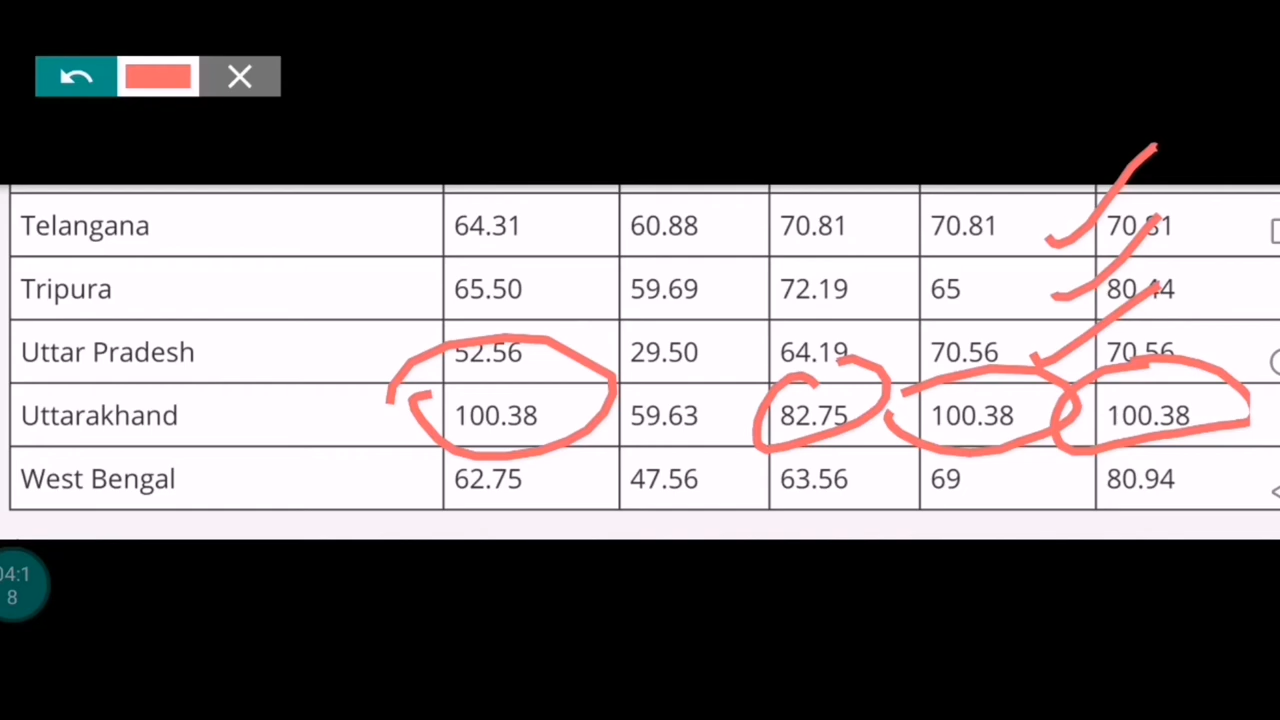 Telangana 64.31 60.88 70.81 70.81 70.81
Tripura 65.50 59.69 72.19 65 80.44
Uttar Pradesh 52.56 29.50 64.19 70.56 70.56
Uttarakhand 100.38 59.63 82.75 100.38 100.38
West Bengal 62.75 47.56 63.56 69 80.94
04:1
8